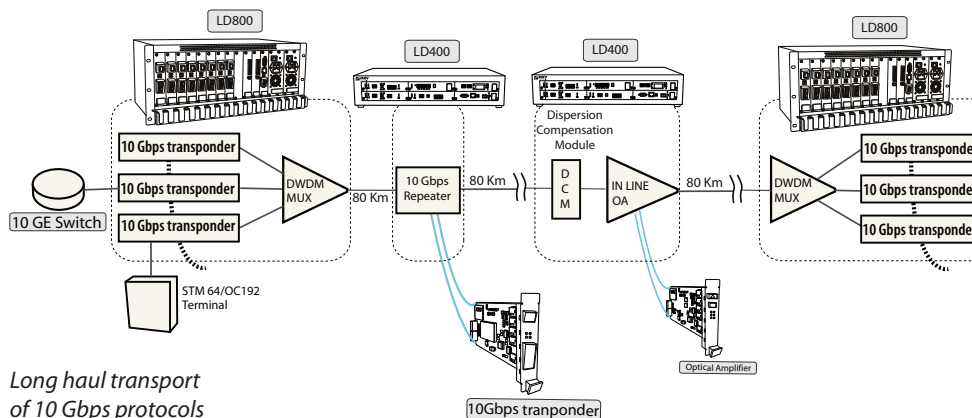 LD800
LD400
LD400
LD800
Dispersion
Compensation
Module
10 Gbps transponder
10 Gbps transponder
10 Gbps transponder
DWDM
MUX
80 Km
10 Gbps
Repeater
80 Km
D
C
M
IN LINE
OA
80 Km
DWDM
MUX
10 Gbps transponde
10 Gbps transponde
10 Gbps transponde
10 GE Switch
STM 64/OC192
Terminal
Optical Amplifier
10Gbps tranponder
Long haul transport
of 10 Gbps protocols